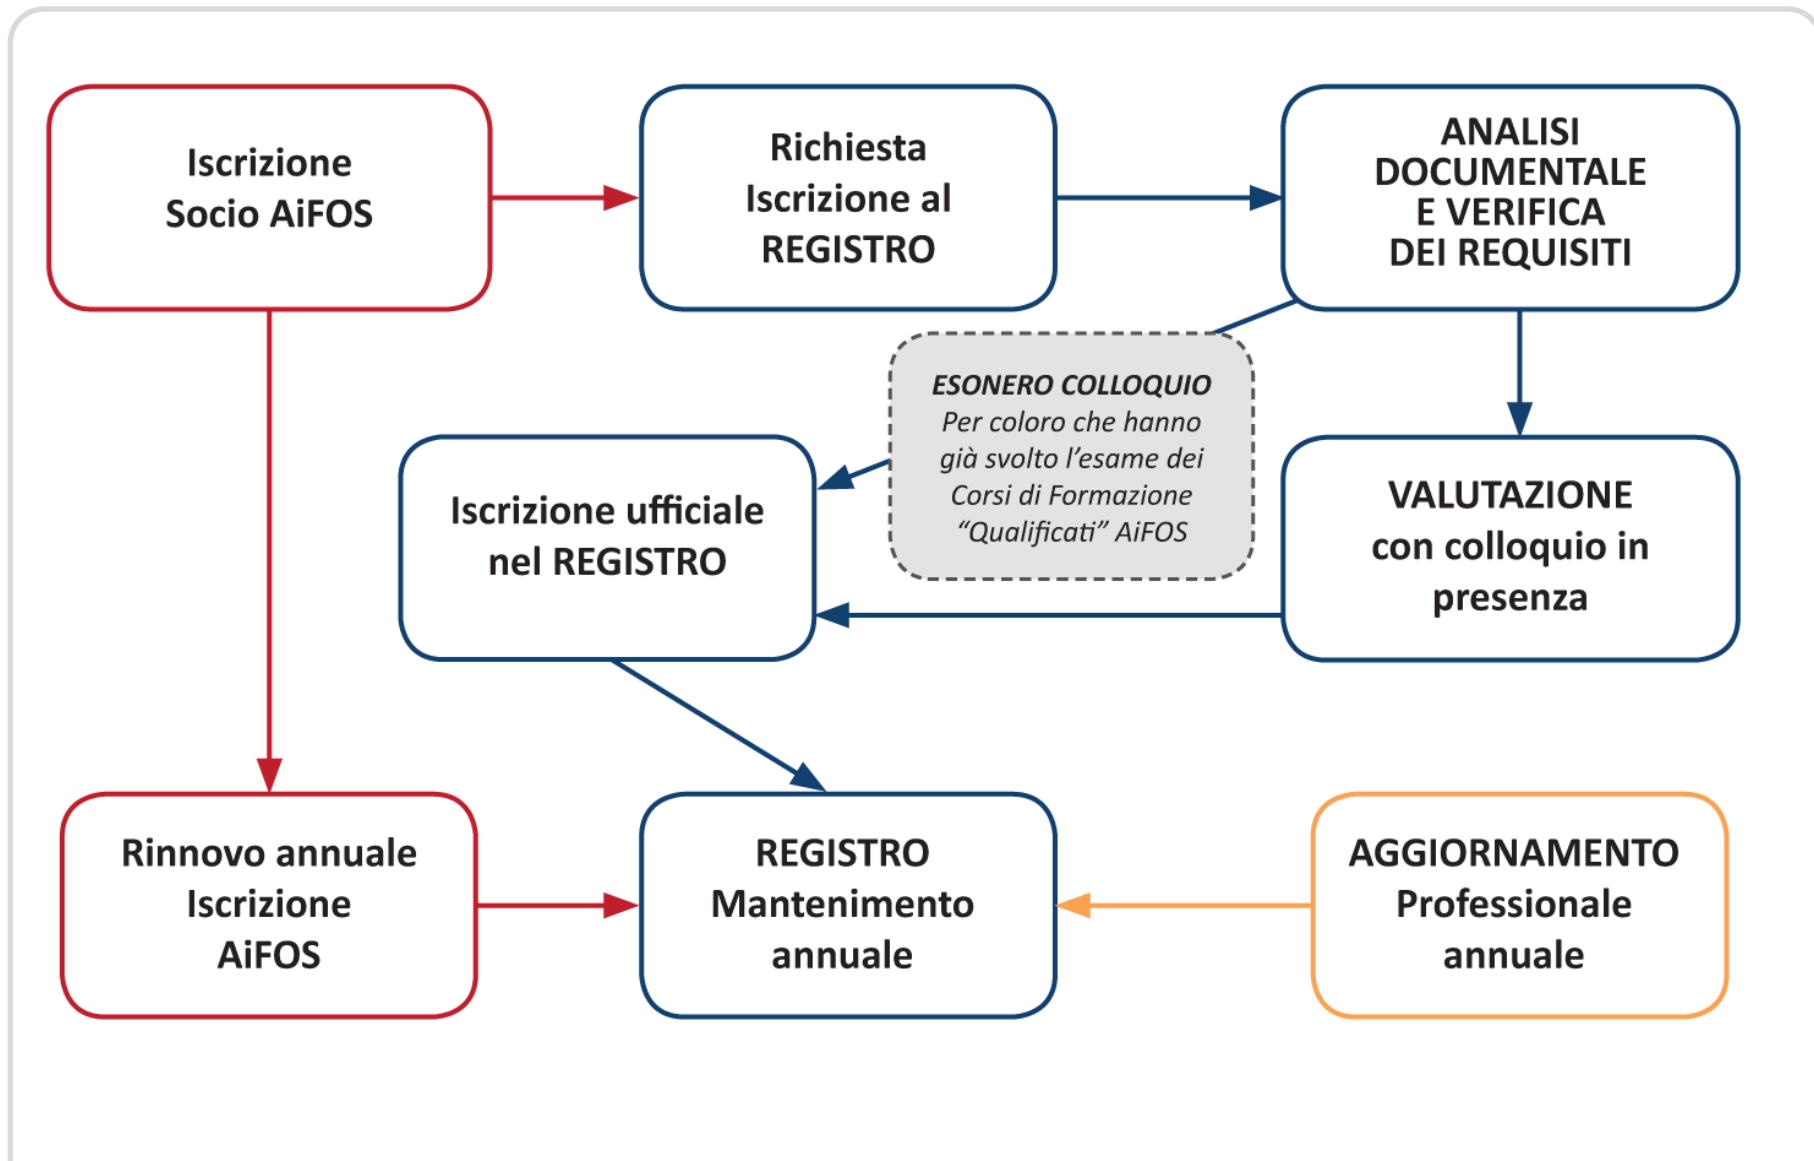 Iscrizione
Socio AiFOS
Richiesta
Iscrizione al
REGISTRO
ANALISI
DOCUMENTALE
E VERIFICA
DEI REQUISITI
ESONERO COLLOQUIO
Per coloro che hanno
già svolto l'esame dei
Corsi di Formazione
“Qualificati” AiFOS
Iscrizione ufficiale
nel REGISTRO
VALUTAZIONE
con colloquio in
presenza
Rinnovo annuale
Iscrizione
AiFOS
REGISTRO
Mantenimento
annuale
AGGIORNAMENTO
Professionale
annuale